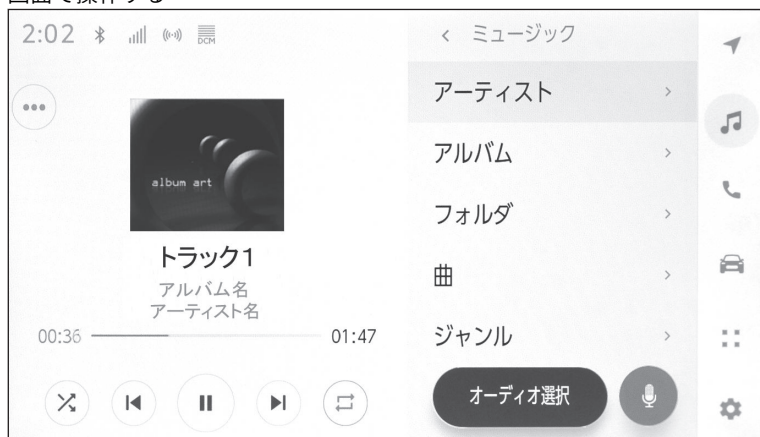 画面で操作する
2:02
DCM
album art
トラック1
アルバム名
アーティスト名
00:36
01:47
ミュージック
アーティスト
アルバム
フォルダ
曲
ジャンル
オーディオ選択